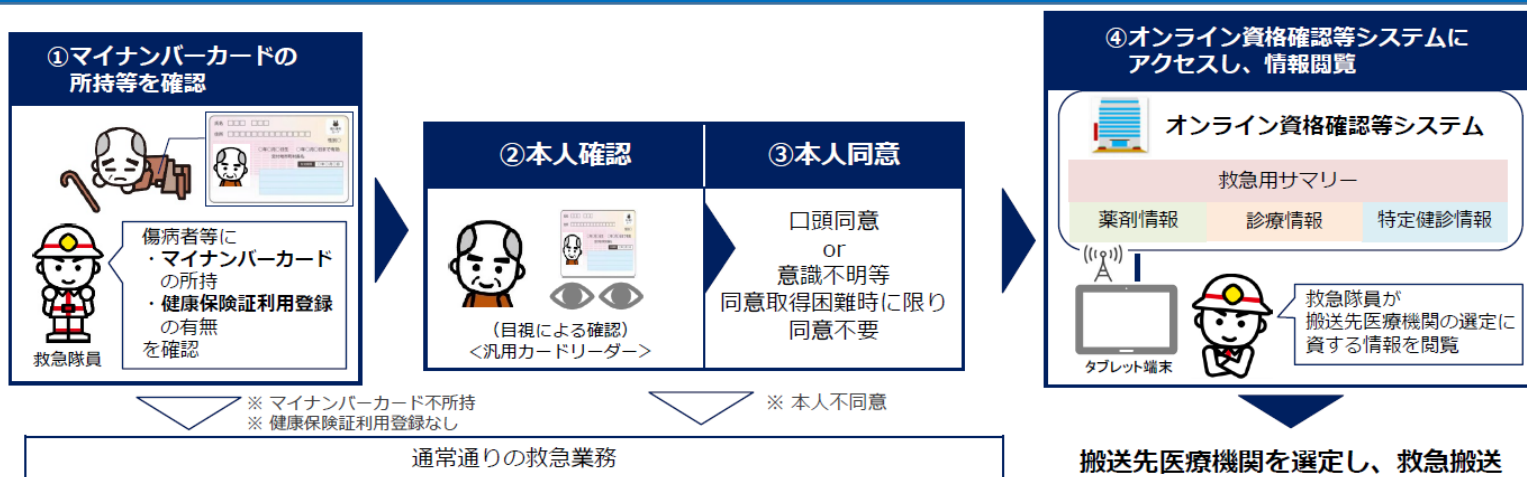 ①マイナンバーカードの
所持等を確認
傷病者等に
・マイナンバーカード
の所持
・健康保険証利用登録
の有無
を確認
救急隊員
②本人確認
(目視による確認)
<汎用カードリーダー>
③本人同意
口頭同意
or
意識不明等
同意取得困難時に限り
同意不要
④オンライン資格確認等システムに
アクセスし、情報閲覧
オンライン資格確認等システム
救急用サマリー
薬剤情報
診療情報
特定健診情報
タブレット端末
救急隊員が
搬送先医療機関の選定に
資する情報を閲覧
※ マイナンバーカード不所持
※ 健康保険証利用登録なし
※ 本人不同意
通常通りの救急業務
搬送先医療機関を選定し、救急搬送